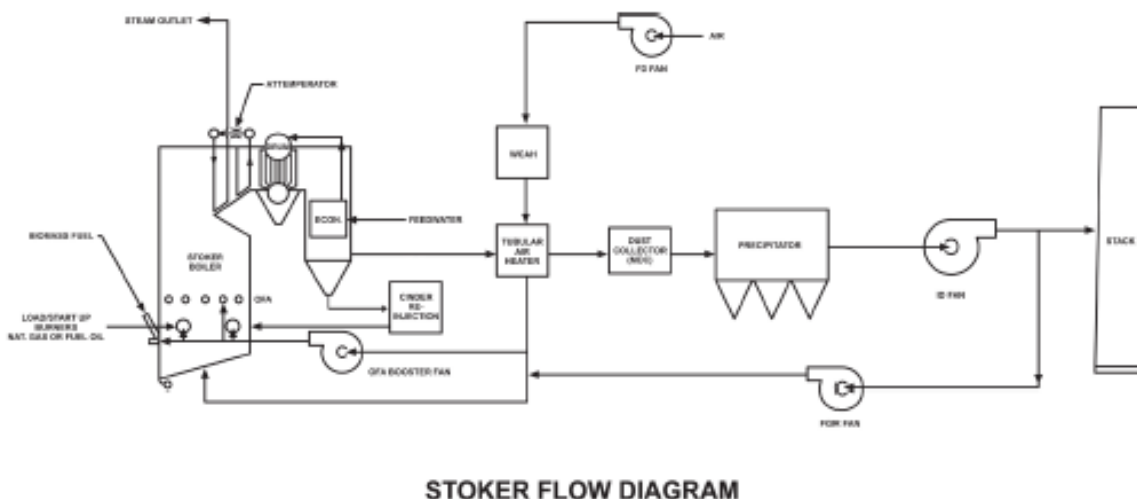 STEAM OUTLET
AIR
FD FAN
ATTEMPERATOR
WEAH
ECON.
FEEDWATER
BIOMASS FUEL
STOKER
BOILER
TUBULAR
AIR
HEATER
DUST
COLLECTOR
(MDC)
PRECIPITATOR
STACK
ID FAN
OFA
CINDER
RE-
INJECTION
LOAD/START UP
BURNERS
NAT. GAS OR FUEL OIL
OFA BOOSTER FAN
FGR FAN
STOKER FLOW DIAGRAM